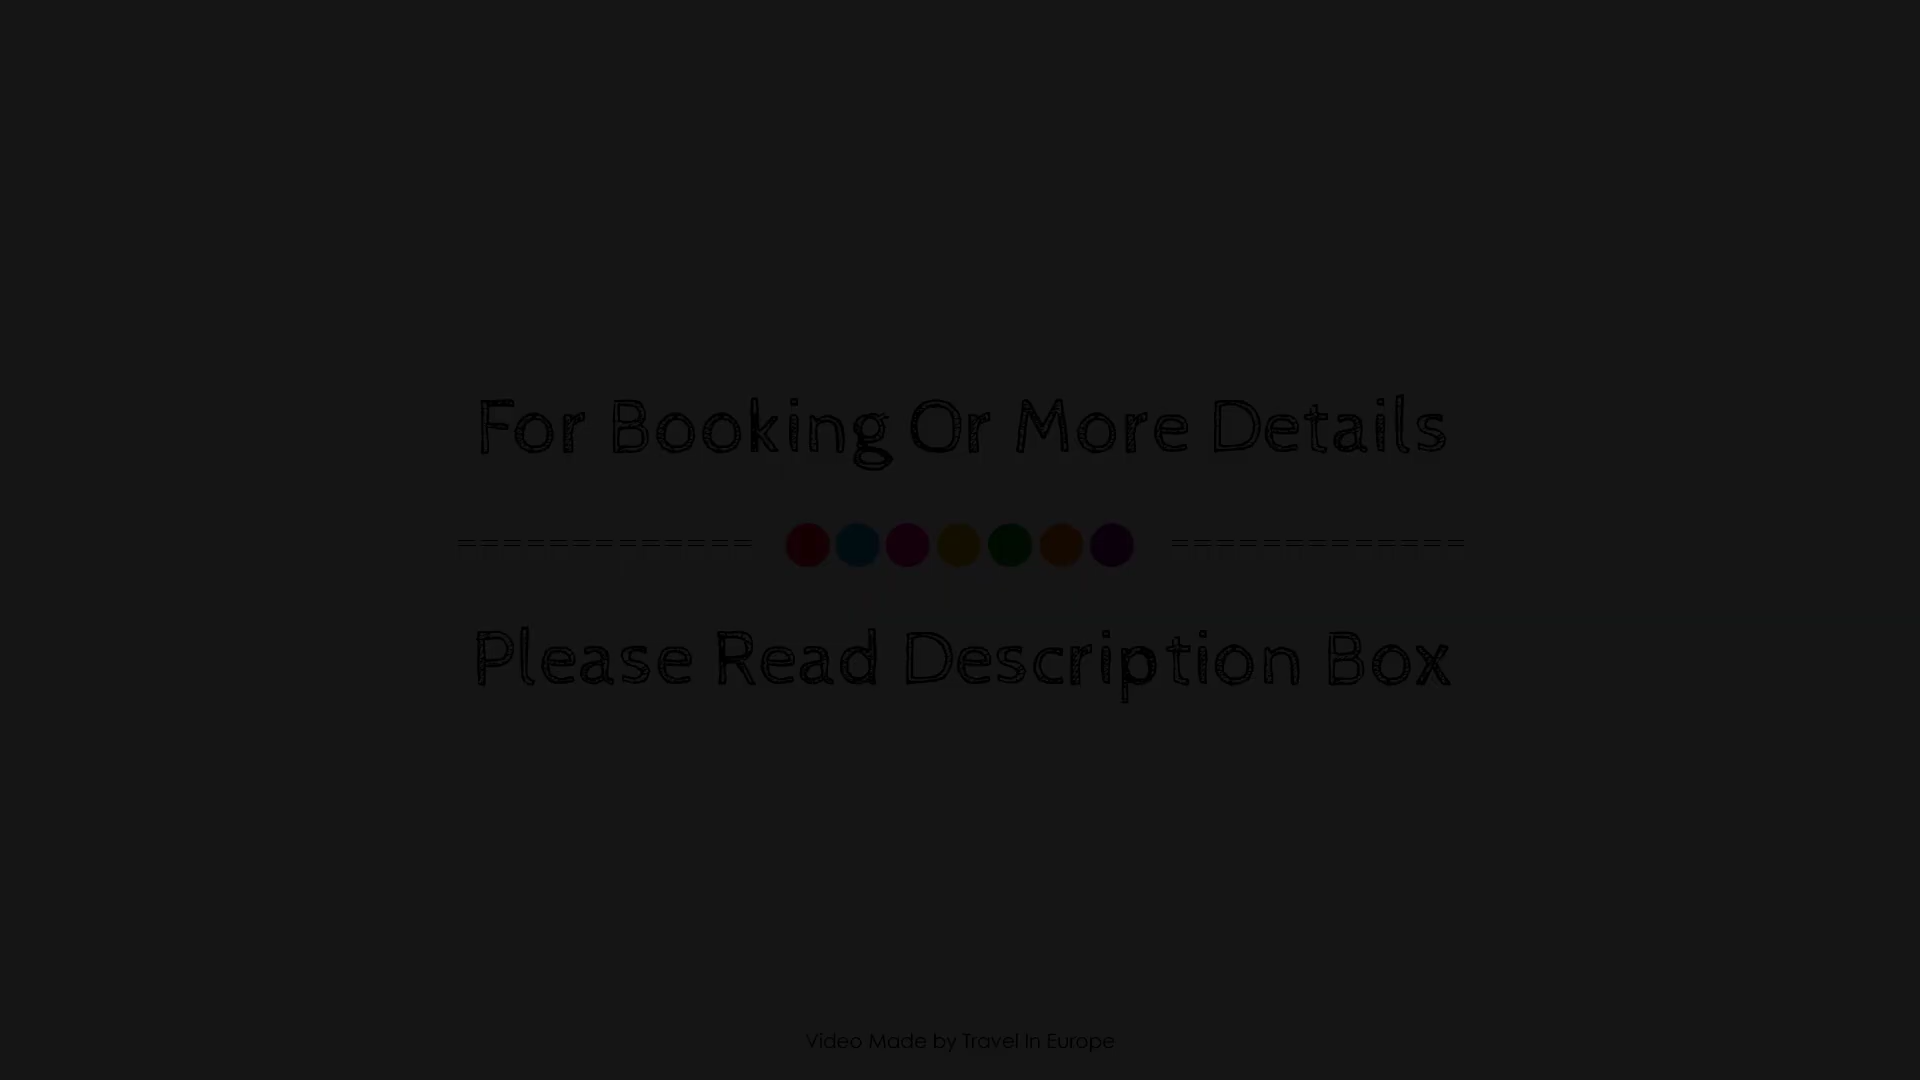 For Booking Or More Details
============= =============
Please Read Description Box
Video Made by Travel In Europe